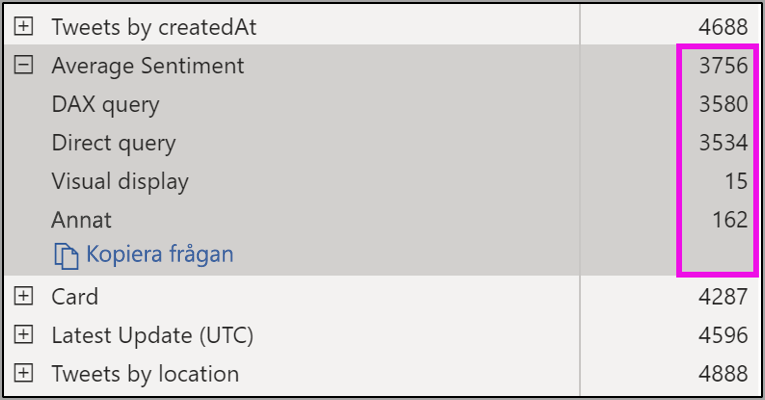 Tweets by createdAt 4688
Average Sentiment 3756
DAX query 3580
Direct query 3534
Visual display 15
Annat 162
Kopiera frågan
Card 4287
Latest Update (UTC) 4596
Tweets by location 4888